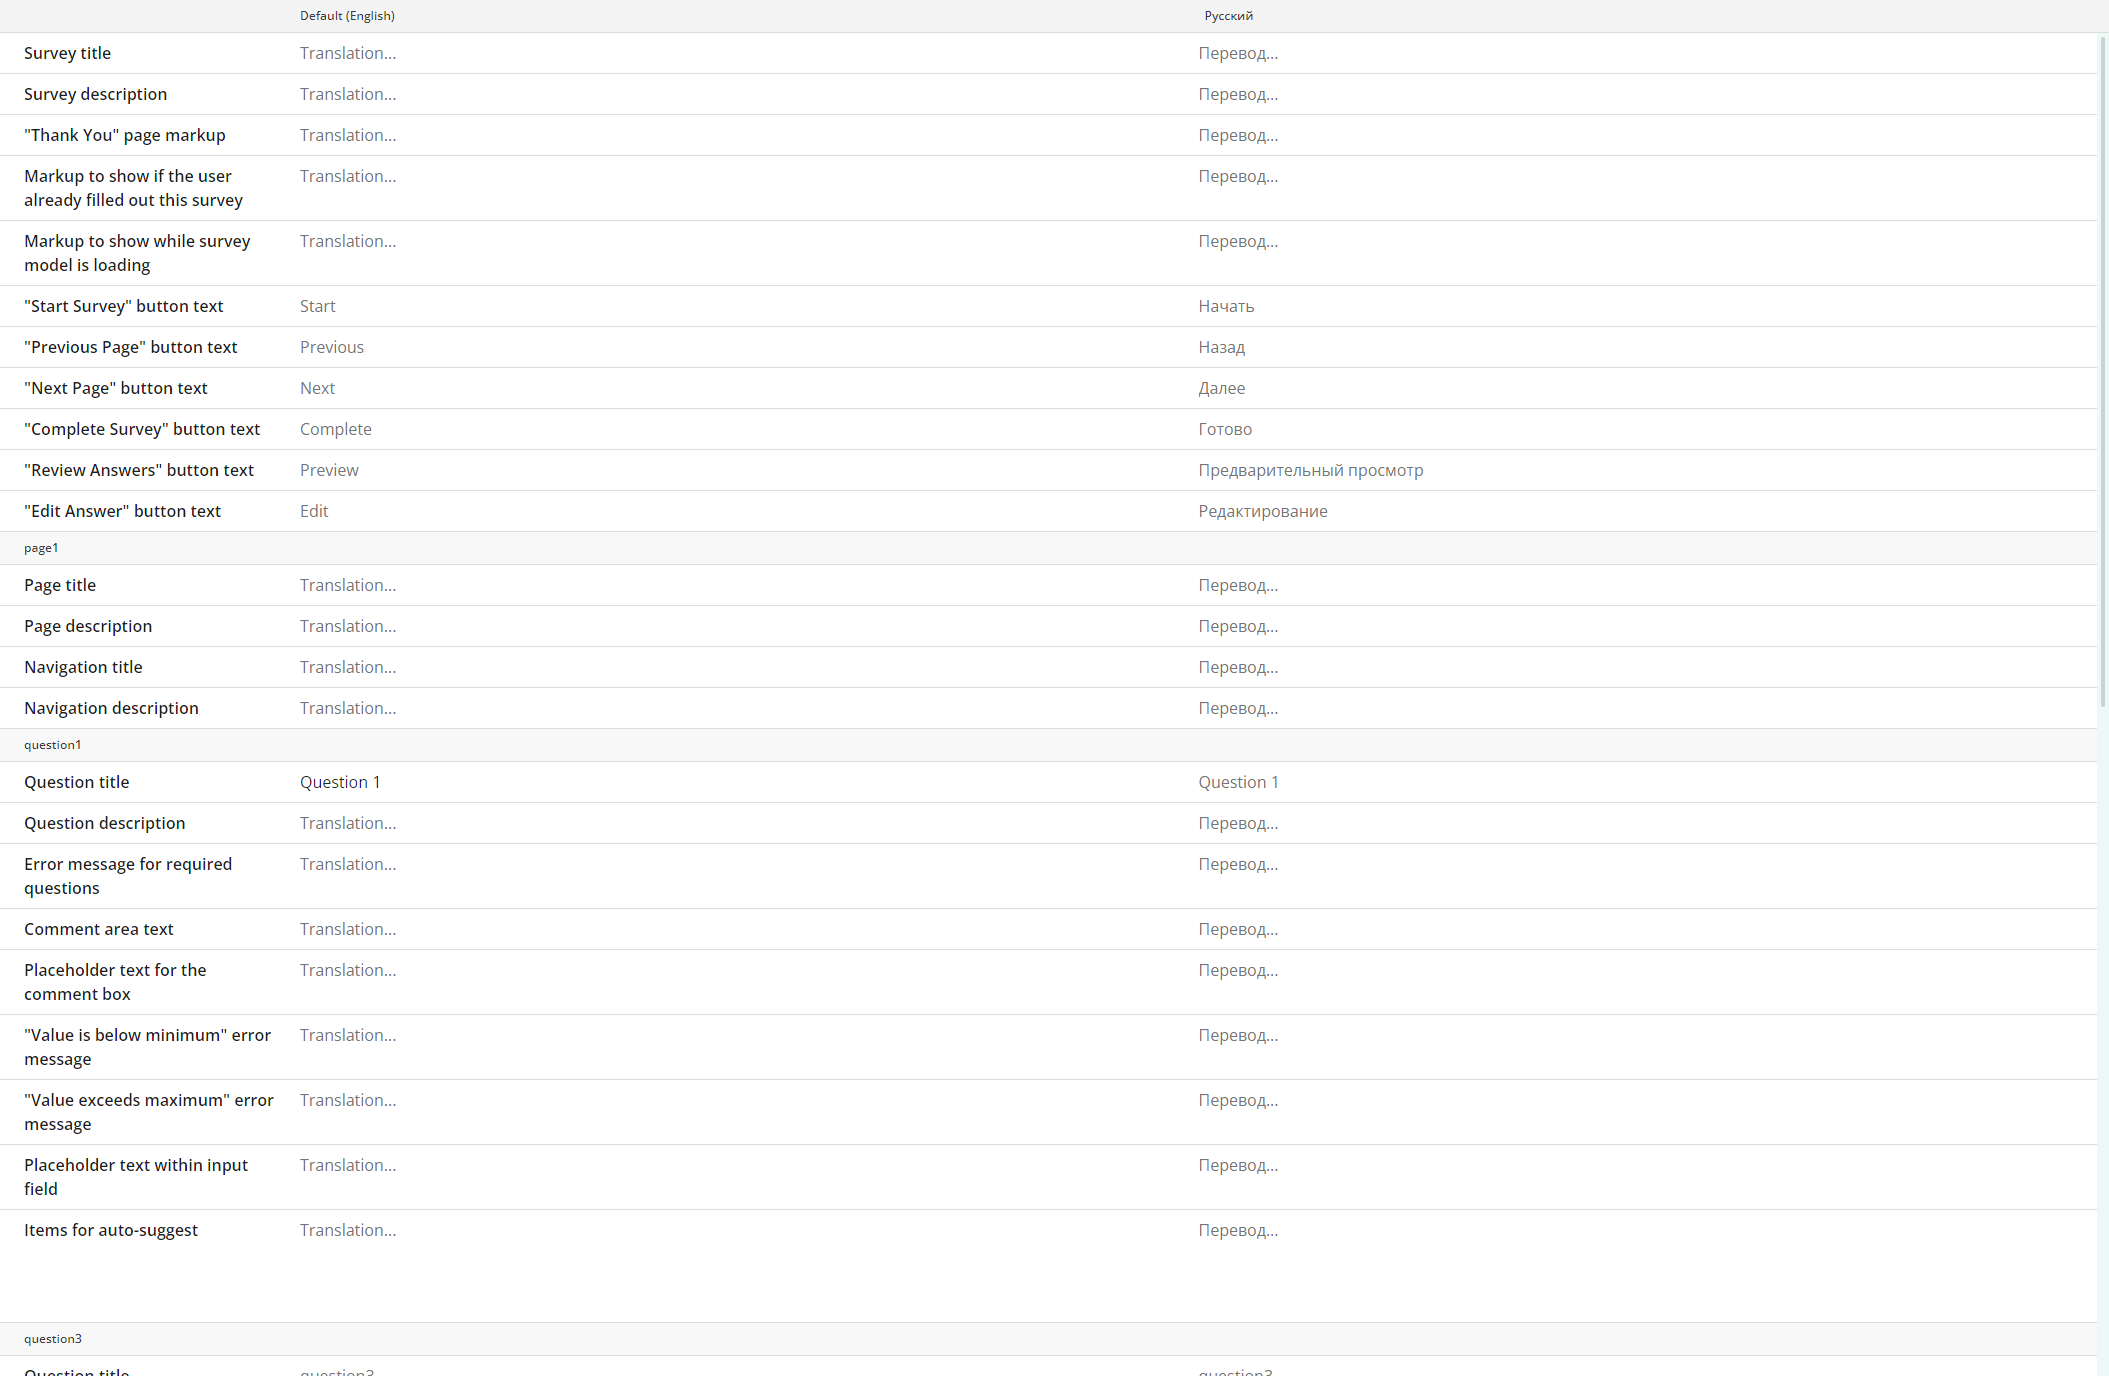 Default (English) Русский
Survey title Translation... Перевод...
Survey description Translation... Перевод...
"Thank You" page markup Translation... Перевод...
Markup to show if the user Translation... Перевод...
already filled out this survey
Markup to show while survey Translation... Перевод...
model is loading
"Start Survey" button text Start Начать
"Previous Page" button text Previous Назад
"Next Page" button text Next Далее
"Complete Survey" button text Complete Готово
"Review Answers" button text Preview Предварительный просмотр
"Edit Answer" button text Edit Редактирование
page1
Page title Translation... Перевод...
Page description Translation... Перевод...
Navigation title Translation... Перевод...
Navigation description Translation... Перевод...
question1
Question title Question 1 Question 1
Question description Translation... Перевод...
Error message for required Translation... Перевод...
questions
Comment area text Translation... Перевод...
Placeholder text for the Translation... Перевод...
comment box
"Value is below minimum" error Translation... Перевод...
message
"Value exceeds maximum" error Translation... Перевод...
message
Placeholder text within input Translation... Перевод...
field
Items for auto-suggest Translation... Перевод...
question3
Question title question3 question3